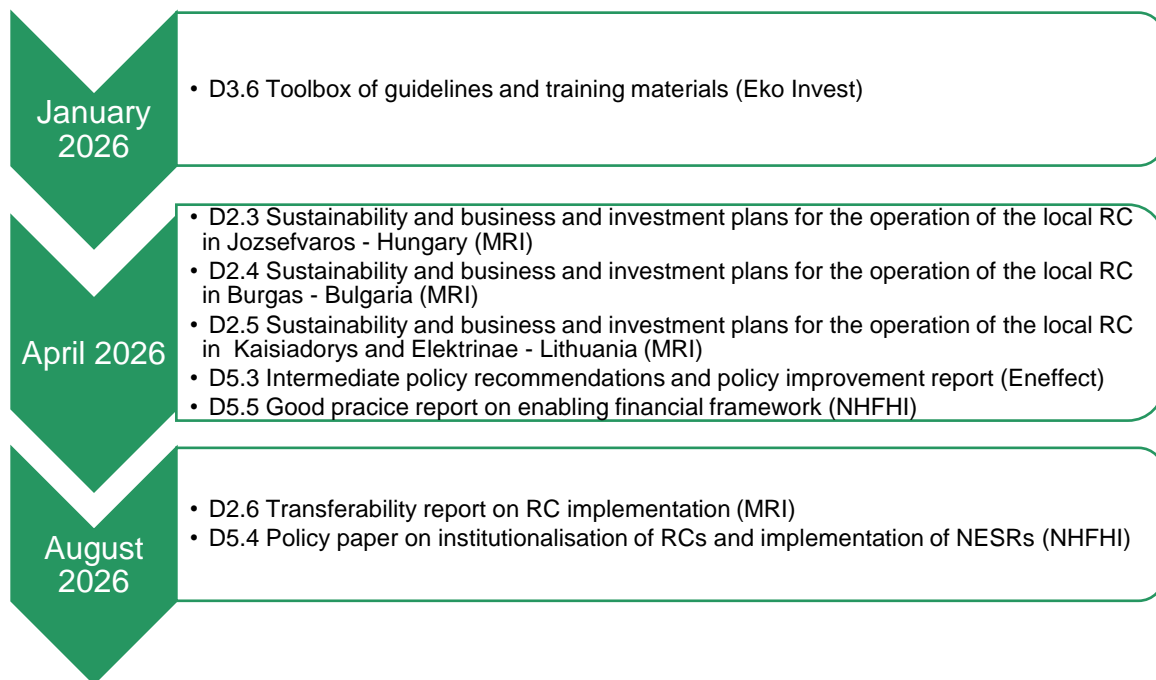 January
2026
• D3.6 Toolbox of guidelines and training materials (Eko Invest)
April 2026
• D2.3 Sustainability and business and investment plans for the operation of the local RC
in Jozsefvaros - Hungary (MRI)
• D2.4 Sustainability and business and investment plans for the operation of the local RC
in Burgas - Bulgaria (MRI)
• D2.5 Sustainability and business and investment plans for the operation of the local RC
in Kaisiadorys and Elektrinae - Lithuania (MRI)
• D5.3 Intermediate policy recommendations and policy improvement report (Eneffect)
• D5.5 Good pracice report on enabling financial framework (NHFHI)
August
2026
• D2.6 Transferability report on RC implementation (MRI)
• D5.4 Policy paper on institutionalisation of RCs and implementation of NESRs (NHFHI)